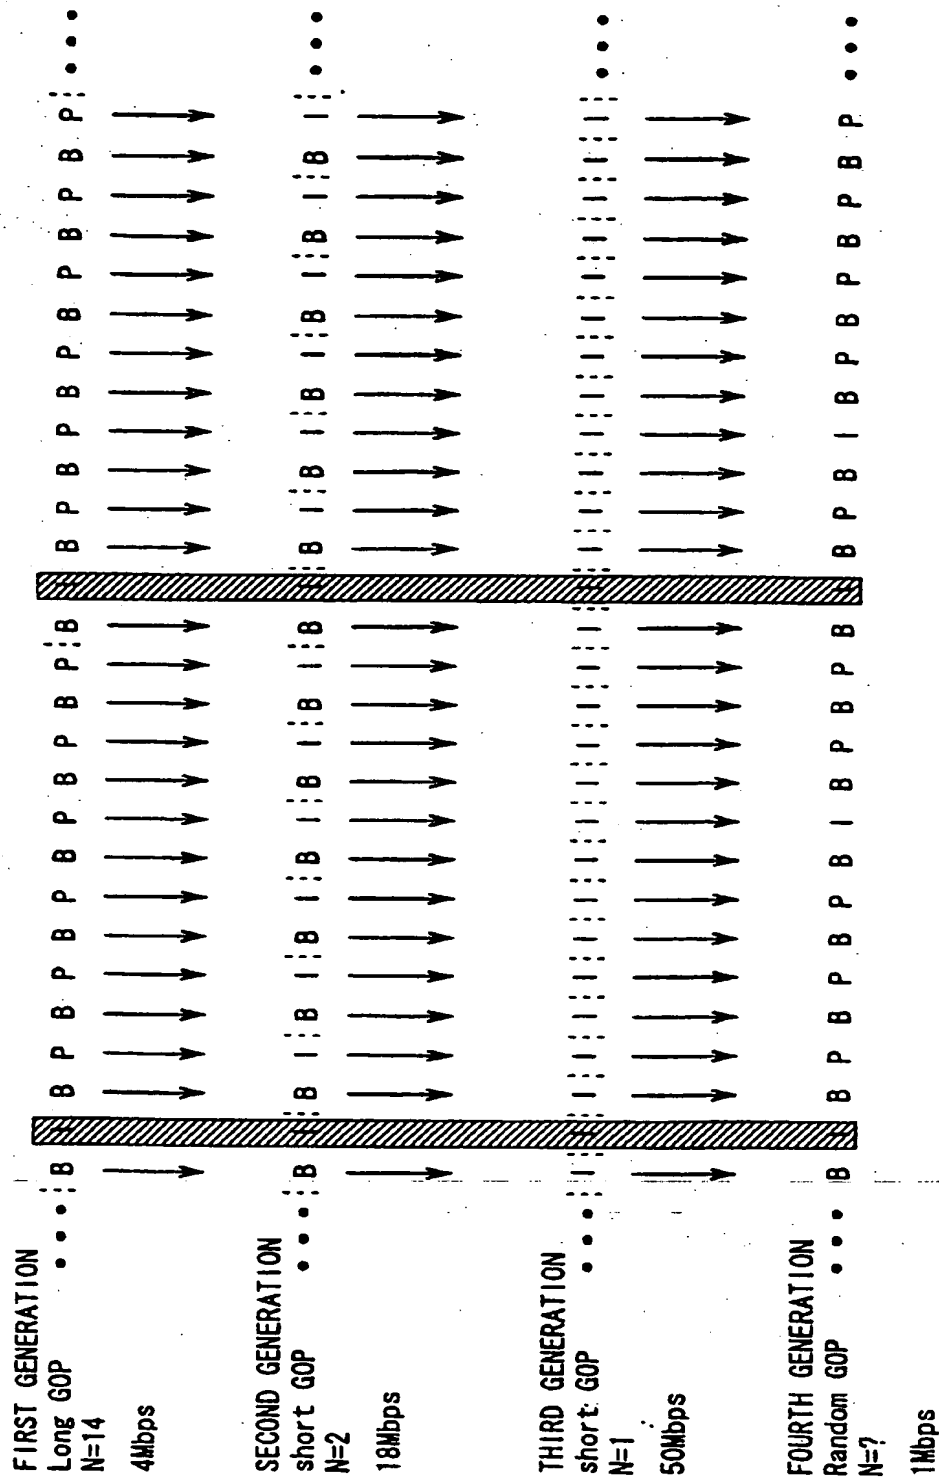 FIRST GENERATION
Long GOP
N=14
B I B P B P B P B P B P B P B I B P B P B P B P B P B P
4Mbps
SECOND GENERATION
short GOP
N=2
B I B I B I B I B I B I B I B I B I B I B I B I B I B I
18Mbps
THIRD GENERATION
short GOP
N=1
I I I I I I I I I I I I I I I I I I I I I I I I I I I I
50Mbps
FOURTH GENERATION
Random GOP
N=?
B I B P B P B P B I B P B P B I B P B I B P B P B P B P
1Mbps